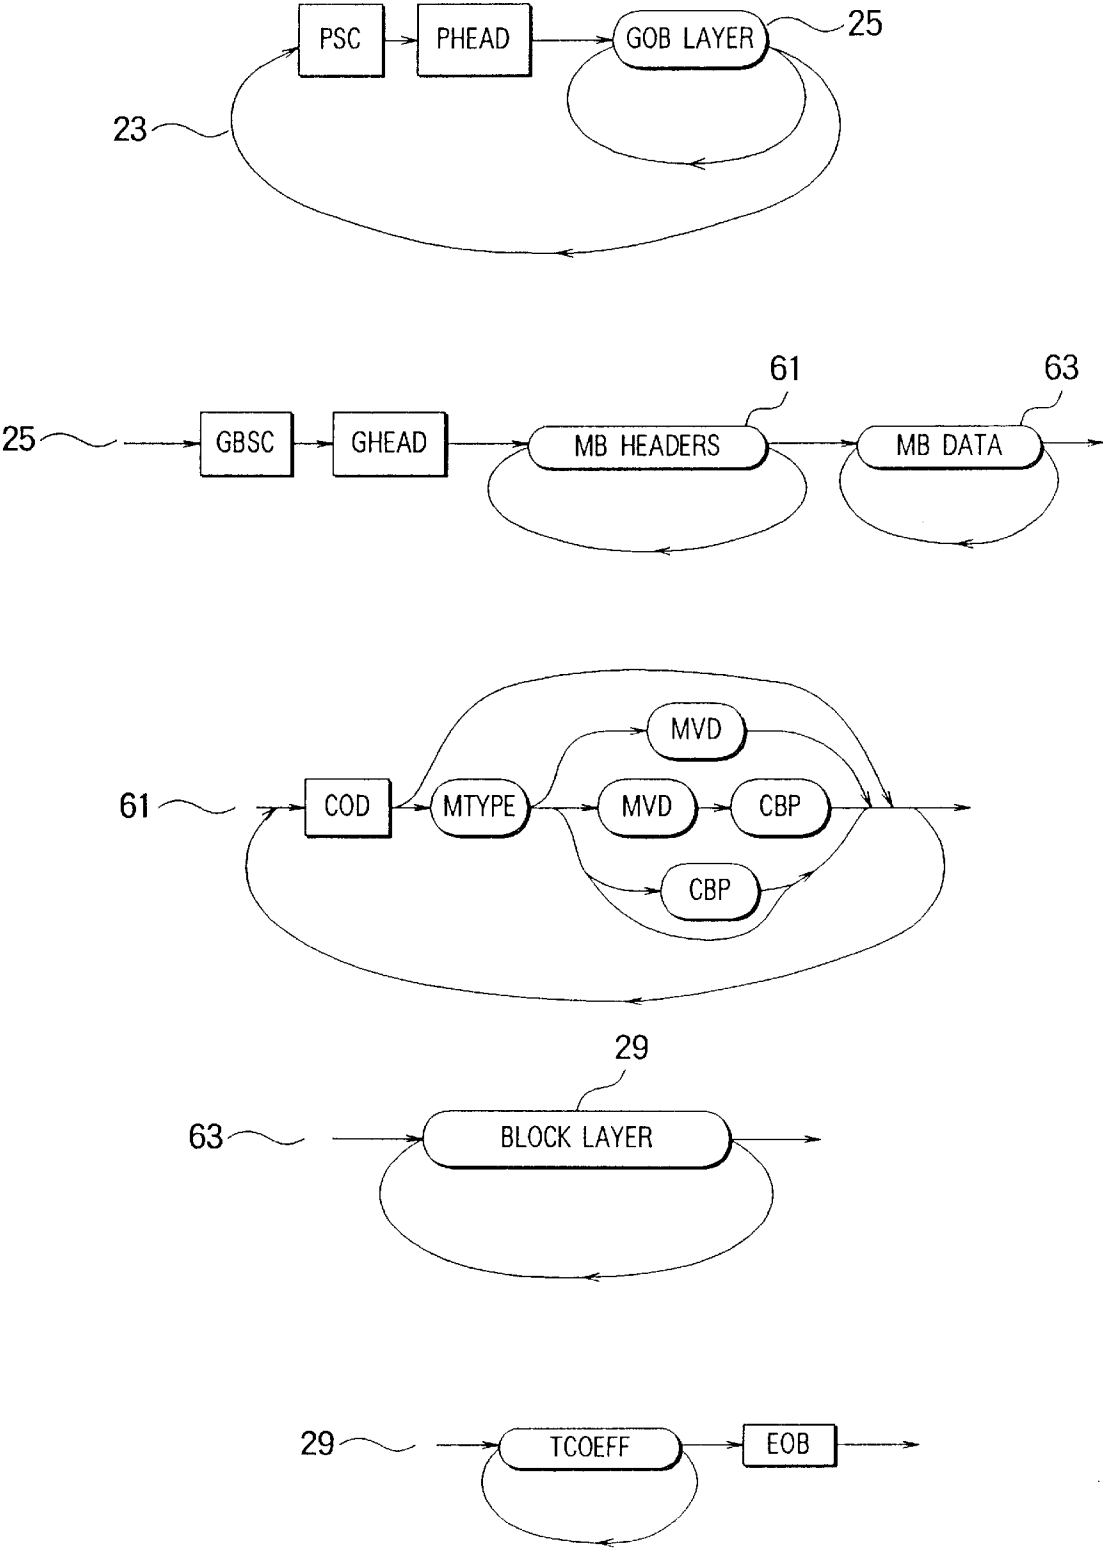 PSC PHEAD GOB LAYER 25
23
61 63
25 GBSC GHEAD MB HEADERS MB DATA
MVD
61 COD MTYPE MVD CBP
CBP
29
63 BLOCK LAYER
29 TCOEFF EOB